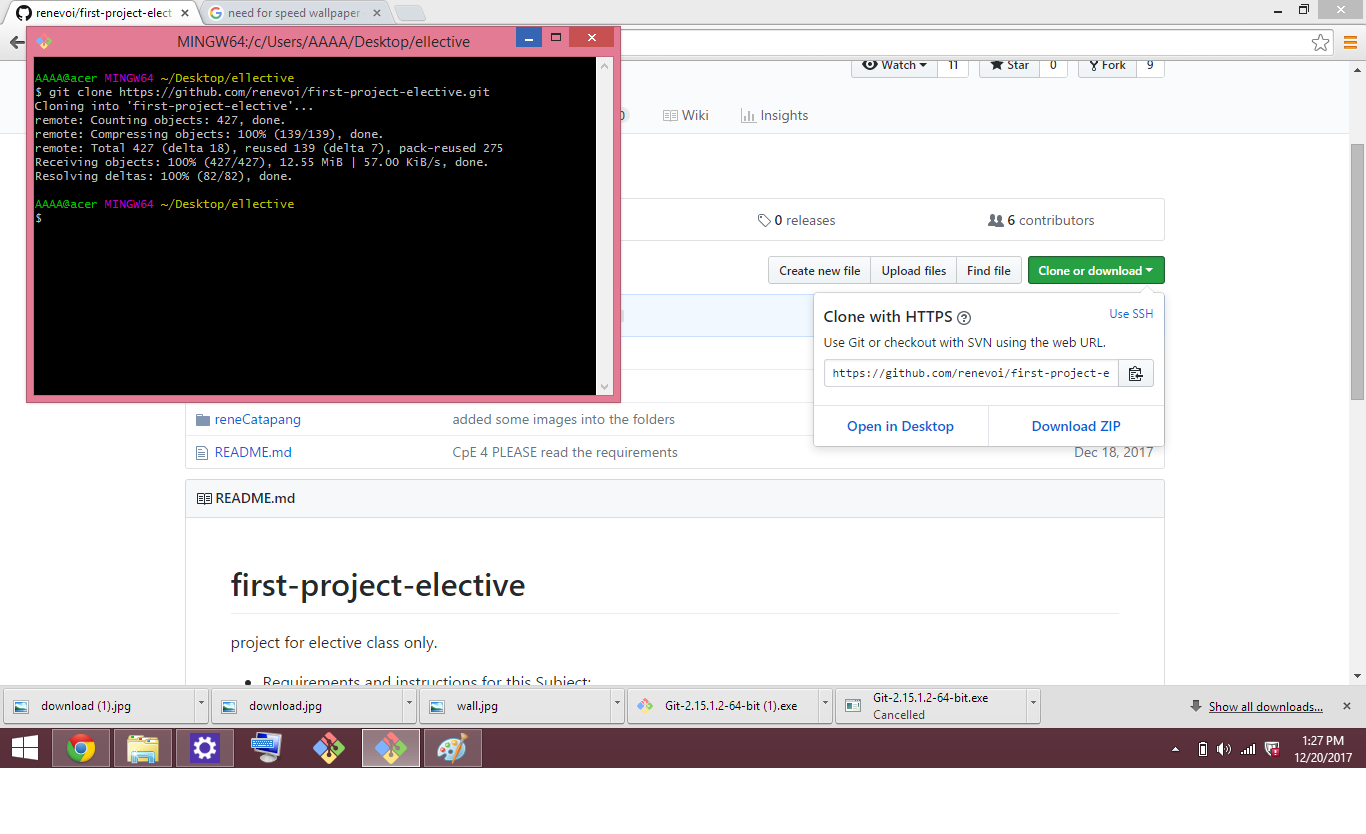 renevoi/first-project-elect
need for speed wallpaper
MINGW64:/c/Users/AAAA/Desktop/ellective
AAAA@acer MINGW64 ~/Desktop/ellective
$ git clone https://github.com/renevoi/first-project-elective.git
Cloning into 'first-project-elective'...
remote: Counting objects: 427, done.
remote: Compressing objects: 100% (139/139), done.
remote: Total 427 (delta 18), reused 139 (delta 7), pack-reused 275
Receiving objects: 100% (427/427), 12.55 MiB | 57.00 KiB/s, done.
Resolving deltas: 100% (82/82), done.
AAAA@acer MINGW64 ~/Desktop/ellective
$
Watch 11 Star 0 Fork 9
Wiki Insights
0 releases 6 contributors
Create new file Upload files Find file Clone or download
Clone with HTTPS Use SSH
Use Git or checkout with SVN using the web URL.
https://github.com/renevoi/first-project-e
Open in Desktop Download ZIP
reneCatapang added some images into the folders
README.md CpE 4 PLEASE read the requirements Dec 18, 2017
README.md
first-project-elective
project for elective class only.
Requirements and instructions for this Subject:
download (1).jpg
download.jpg
wall.jpg
Git-2.15.1.2-64-bit (1).exe
Git-2.15.1.2-64-bit.exe
Cancelled
Show all downloads...
1:27 PM
12/20/2017